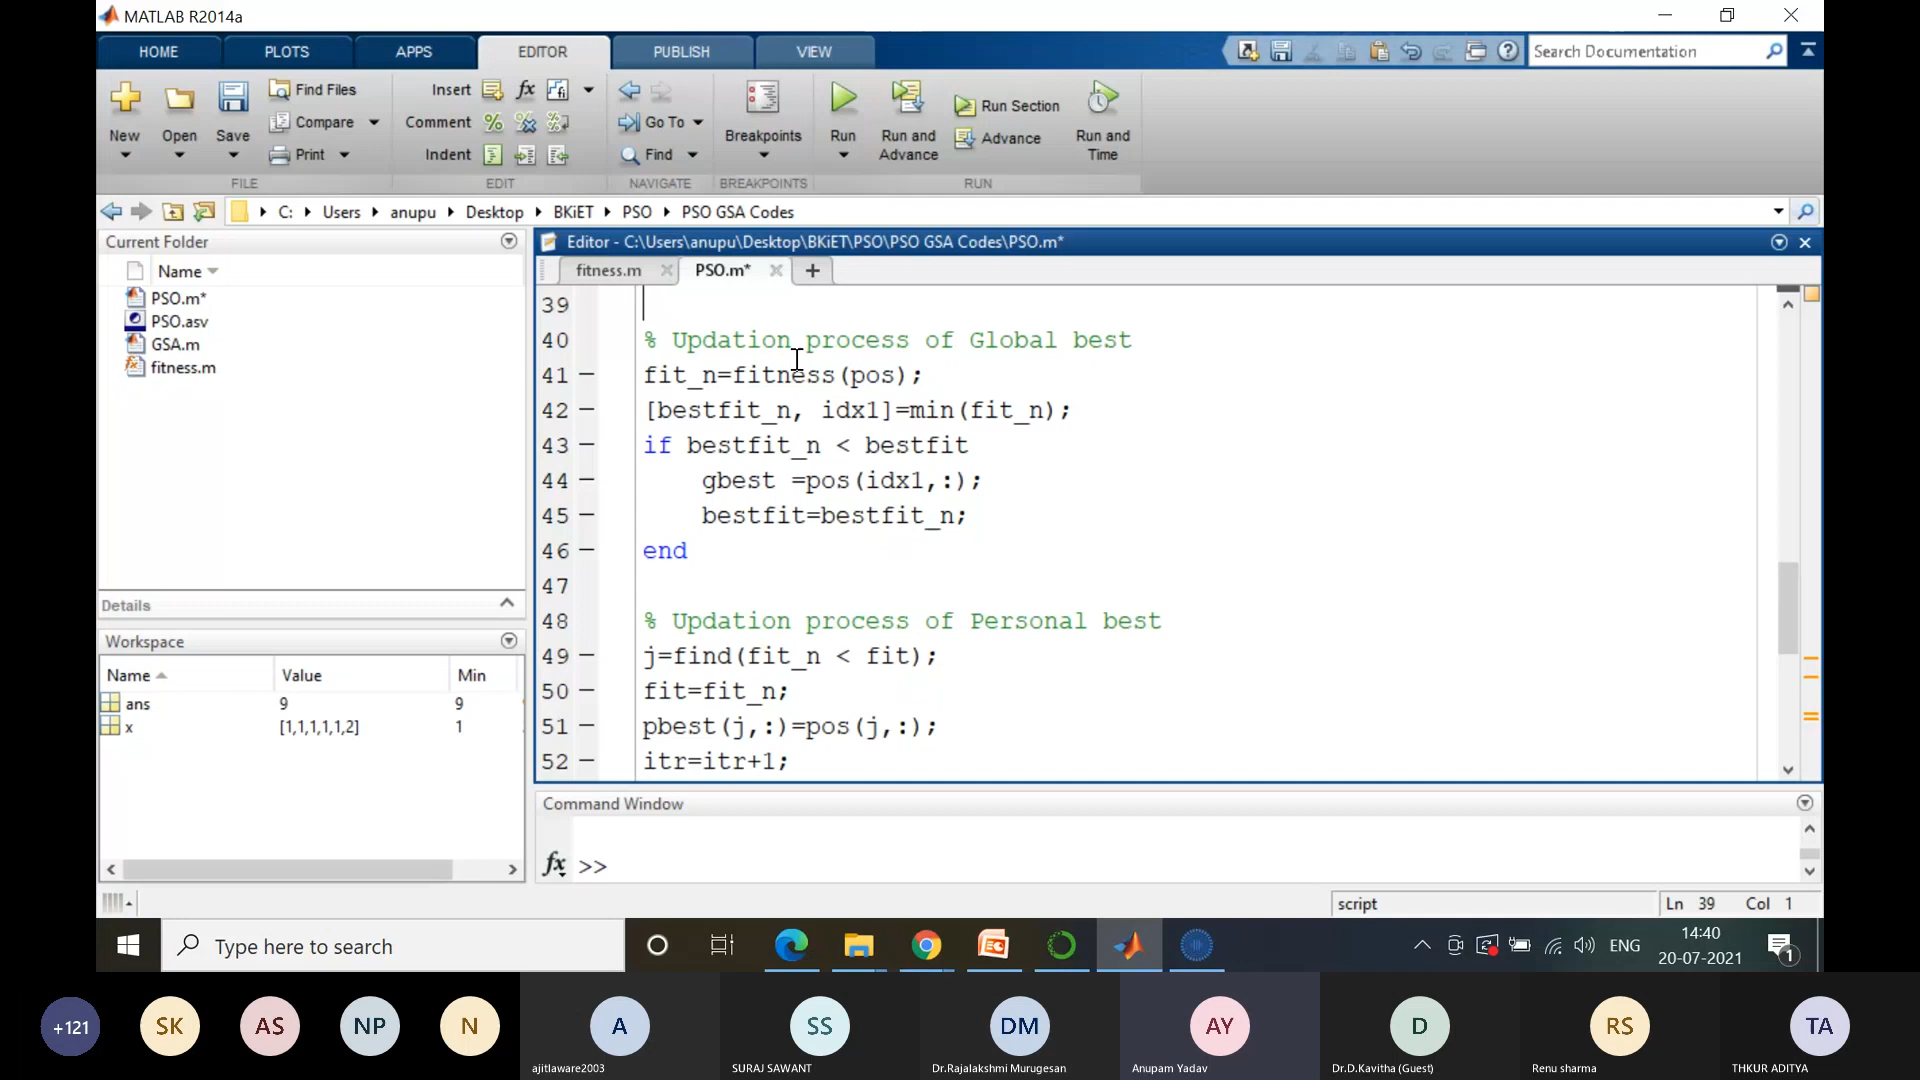 MATLAB R2014a
HOME
PLOTS
APPS
EDITOR
PUBLISH
VIEW
Search Documentation
New
Open
Save
Find Files
Compare
Print
Insert
Comment
Indent
Go To
Find
Breakpoints
Run
Run and Advance
Run Section
Advance
Run and Time
FILE
EDIT
NAVIGATE
BREAKPOINTS
RUN
C: Users anupu Desktop BKiET PSO PSO GSA Codes
Current Folder
Name
PSO.m*
PSO.asv
GSA.m
fitness.m
Details
Workspace
Name Value Min
ans 9 9
x [1,1,1,1,1,2] 1
Editor - C:\Users\anupu\Desktop\BKiET\PSO\PSO GSA Codes\PSO.m*
fitness.m
PSO.m*
39
40 % Updation process of Global best
41 – fit_n=fitness(pos);
42 – [bestfit_n, idx1]=min(fit_n);
43 – if bestfit_n < bestfit
44 – gbest =pos(idx1,:);
45 – bestfit=bestfit_n;
46 – end
47
48 % Updation process of Personal best
49 – j=find(fit_n < fit);
50 – fit=fit_n;
51 – pbest(j,:)=pos(j,:);
52 – itr=itr+1;
Command Window
fx >>
script
Ln 39 Col 1
Type here to search
ENG
14:40
20-07-2021
1
+121
SK
AS
NP
N
A
ajitlaware2003
SS
SURAJ SAWANT
DM
Dr.Rajalakshmi Murugesan
AY
Anupam Yadav
D
Dr.D.Kavitha (Guest)
RS
Renu sharma
TA
THKUR ADITYA